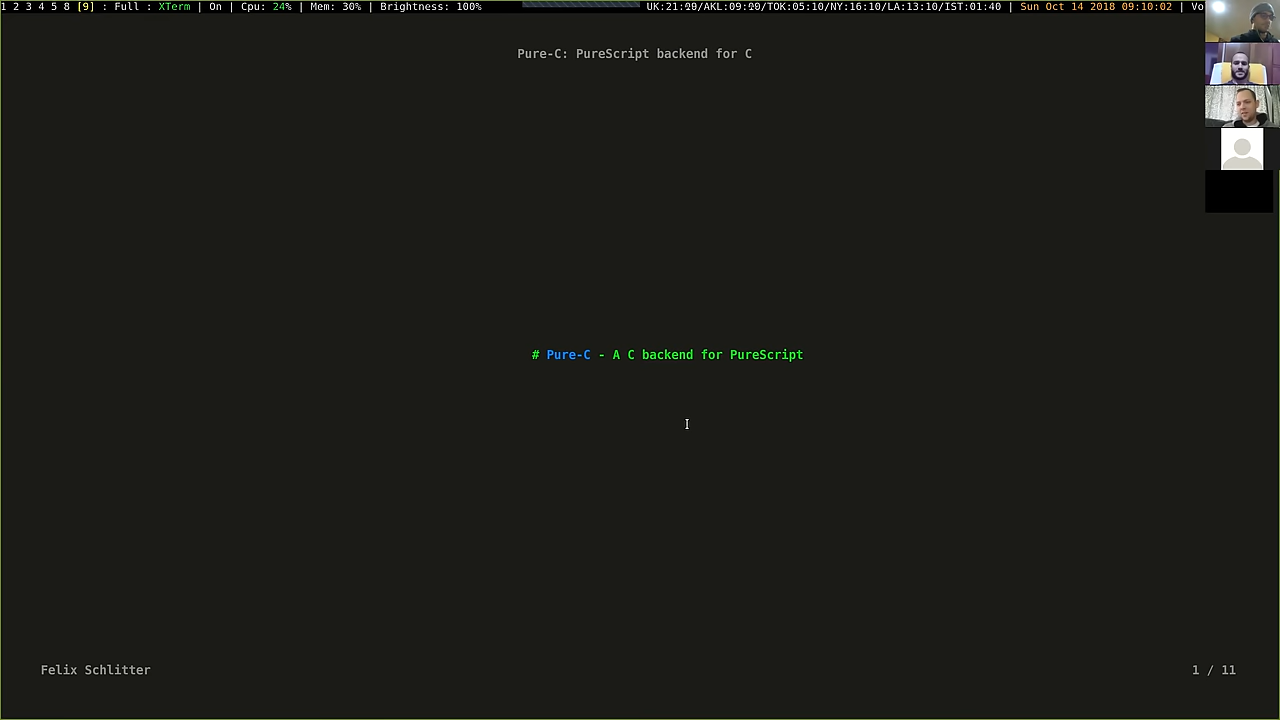 1 2 3 4 5 8 [9] : Full : XTerm | On | Cpu: 24% | Mem: 30% | Brightness: 100% UK:21:10/AKL:09:10/TOK:05:10/NY:16:10/LA:13:10/IST:01:40 | Sun Oct 14 2018 09:10:02 | Vo
Pure-C: PureScript backend for C
# Pure-C - A C backend for PureScript
Felix Schlitter 1 / 11